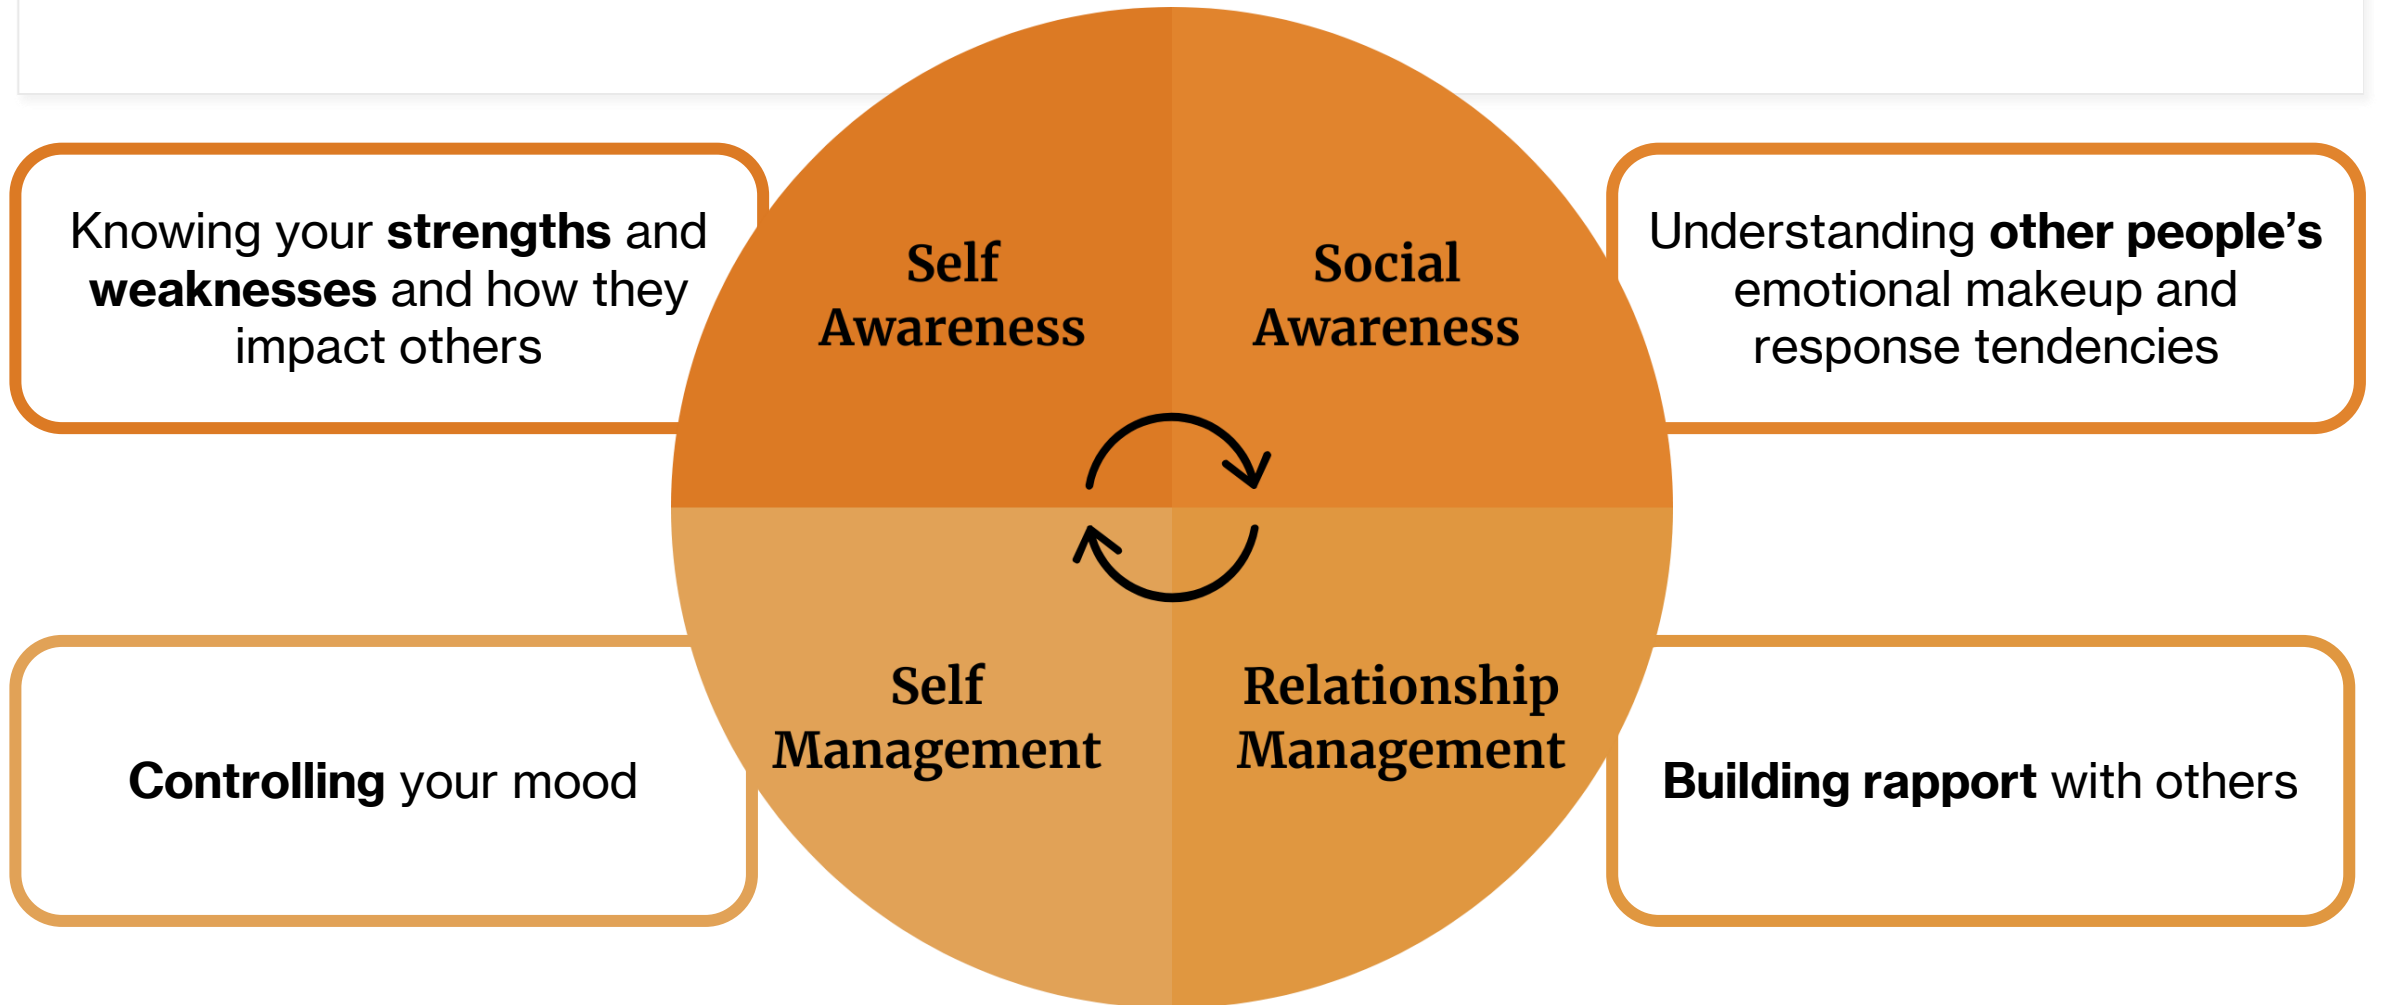 Knowing your strengths and
weaknesses and how they
impact others
Self
Awareness
Social
Awareness
Understanding other people’s
emotional makeup and
response tendencies
Controlling your mood
Self
Management
Relationship
Management
Building rapport with others